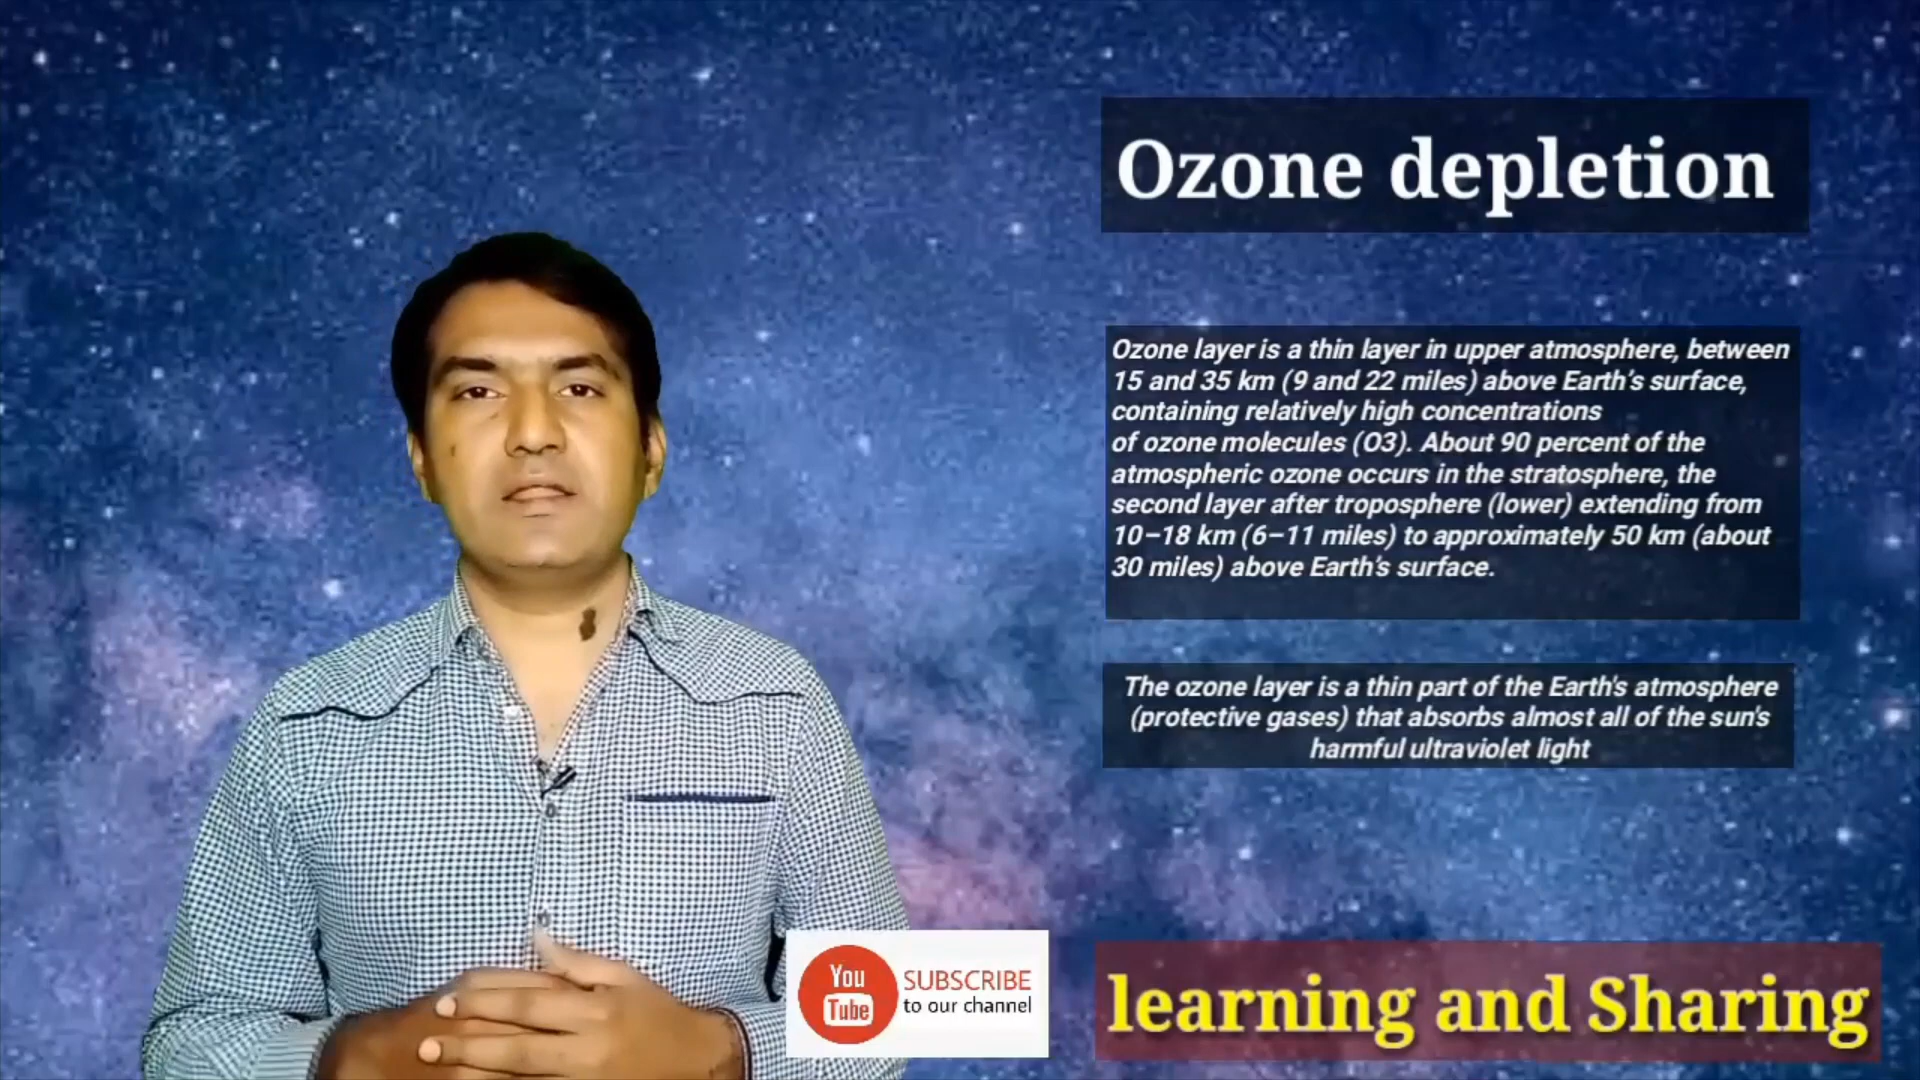 Ozone depletion
Ozone layer is a thin layer in upper atmosphere, between
15 and 35 km (9 and 22 miles) above Earth's surface,
containing relatively high concentrations
of ozone molecules (O3). About 90 percent of the
atmospheric ozone occurs in the stratosphere, the
second layer after troposphere (lower) extending from
10–18 km (6–11 miles) to approximately 50 km (about
30 miles) above Earth's surface.
The ozone layer is a thin part of the Earth's atmosphere
(protective gases) that absorbs almost all of the sun's
harmful ultraviolet light
You
Tube
SUBSCRIBE
to our channel
learning and Sharing